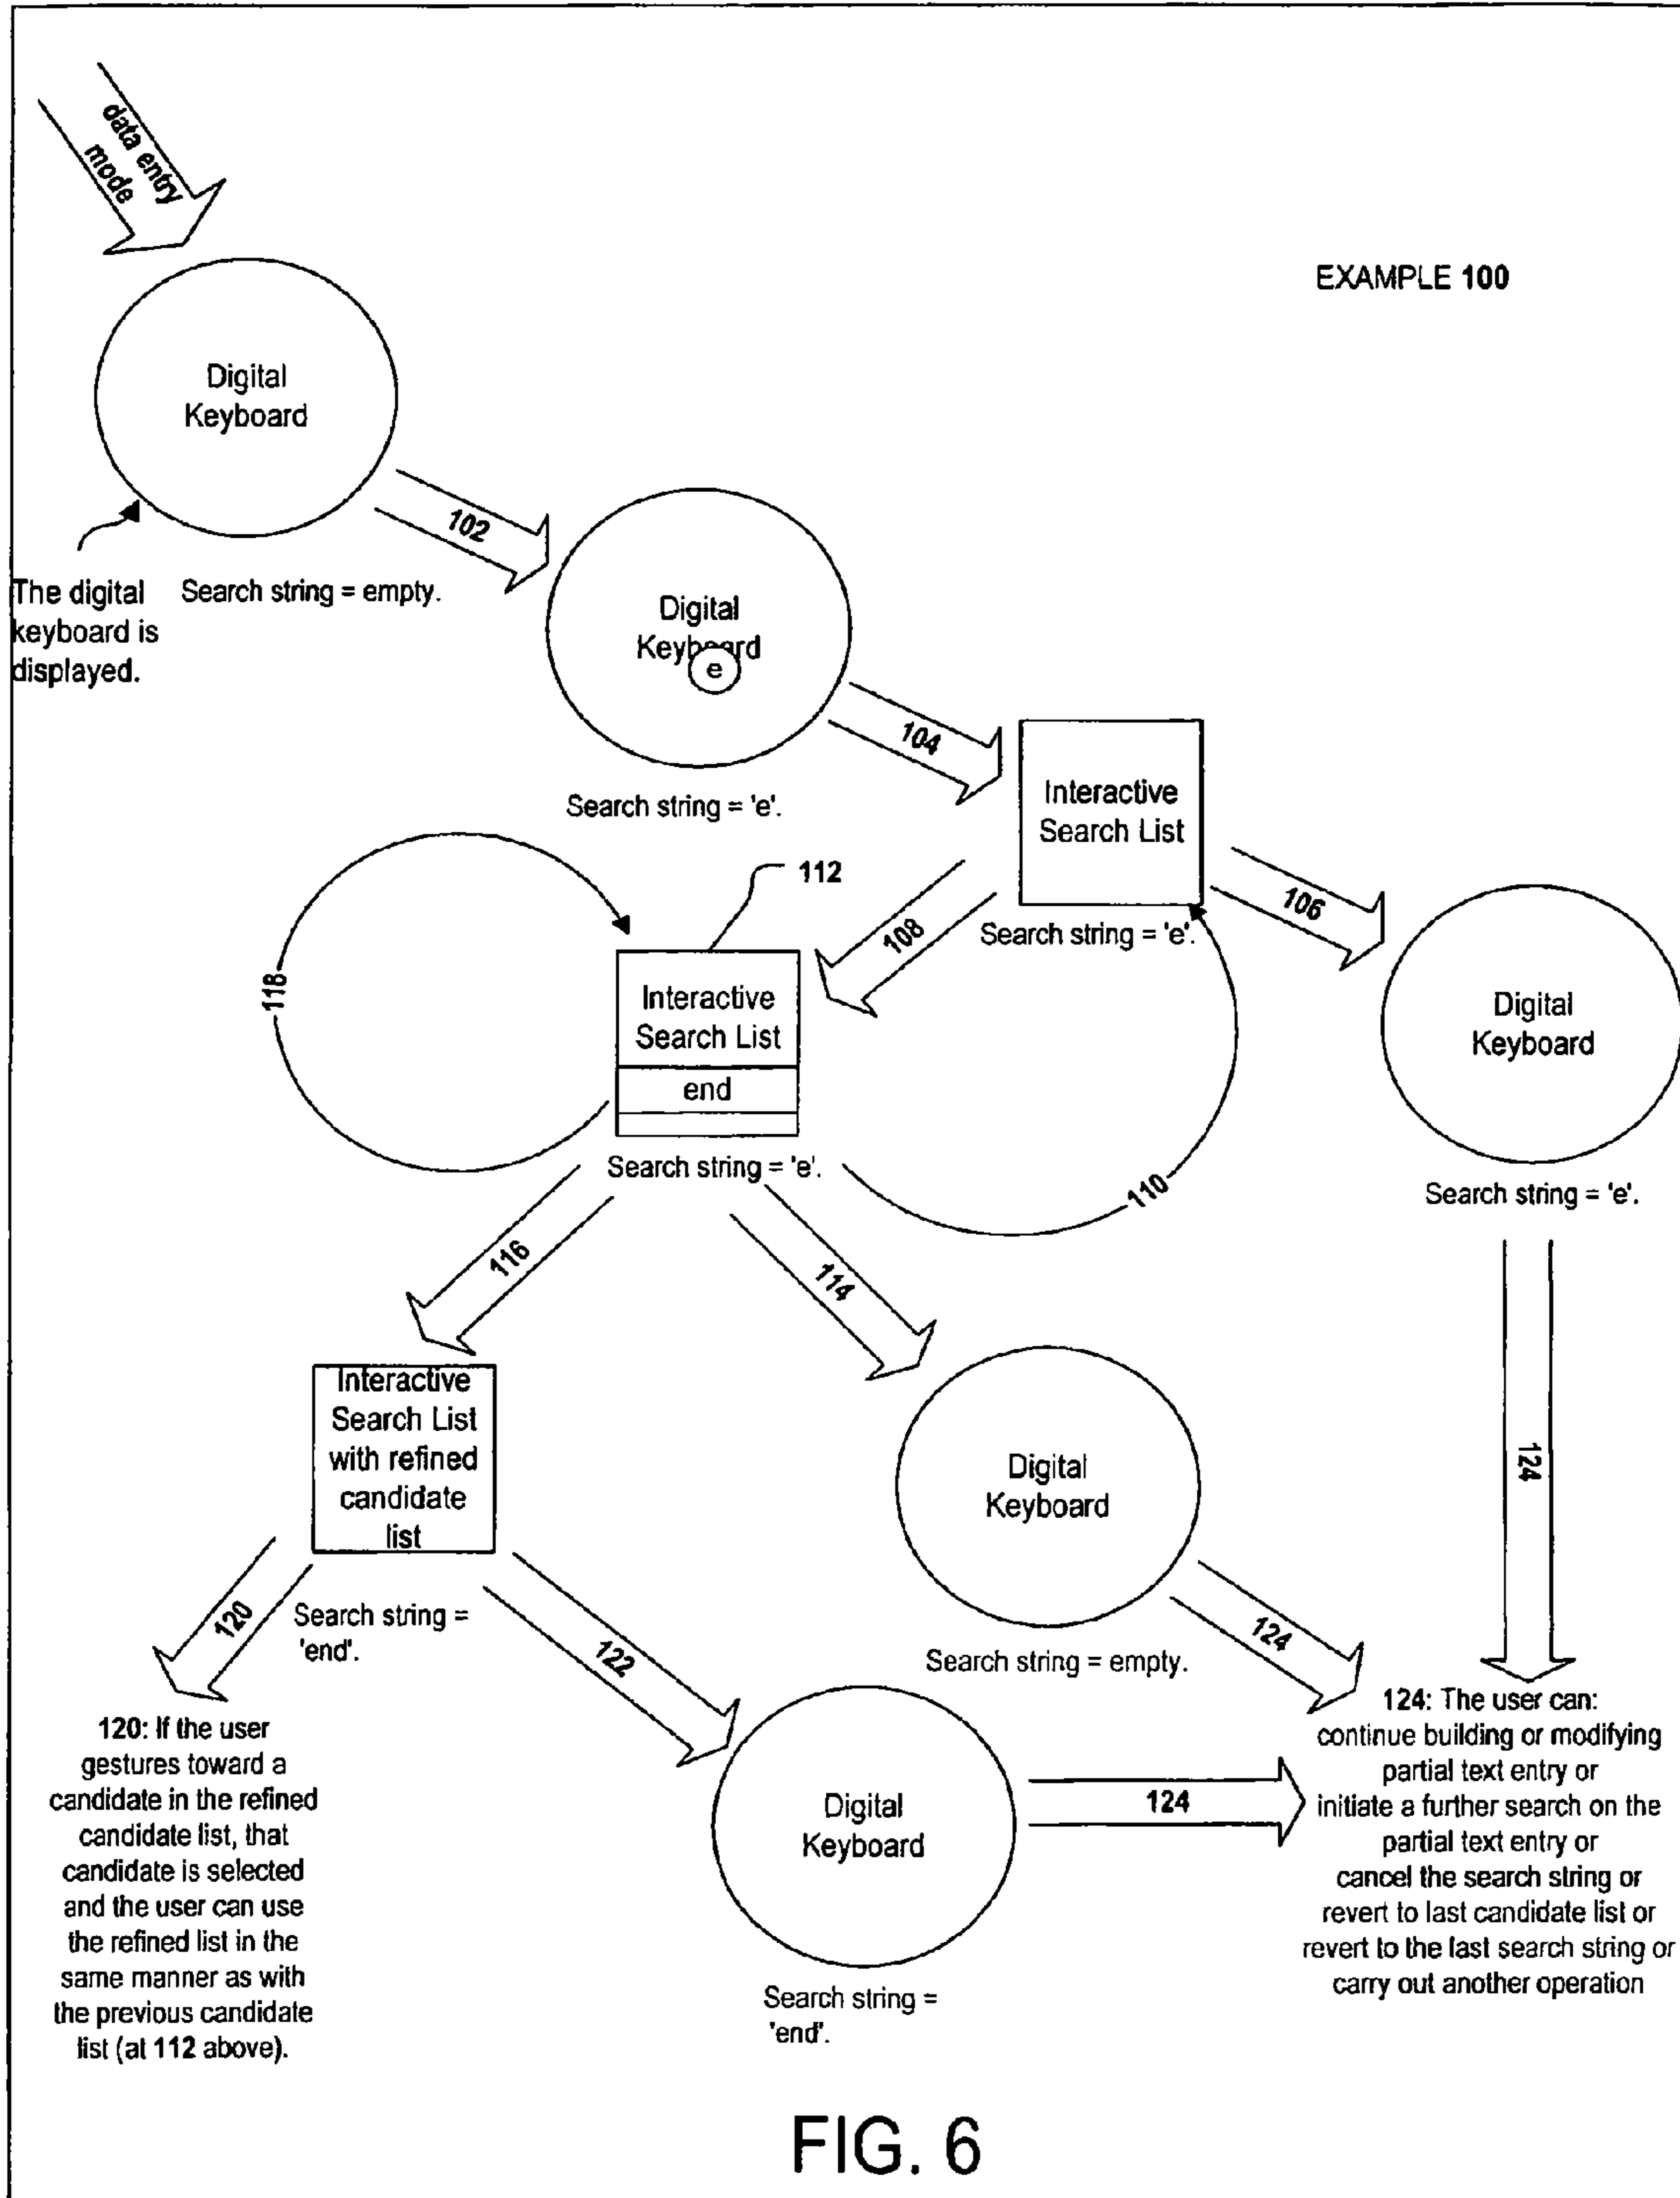 data entry
mode
EXAMPLE 100
Digital
Keyboard
102
The digital
keyboard is
displayed.
Search string = empty.
Digital
Keyboard
e
104
Search string = 'e'.
Interactive
Search List
112
108
Search string = 'e'.
106
118
Interactive
Search List
end
Digital
Keyboard
Search string = 'e'.
110
Search string = 'e'.
116
114
Interactive
Search List
with refined
candidate
list
Digital
Keyboard
124
120
Search string =
'end'.
122
Search string = empty.
124
120: If the user
gestures toward a
candidate in the refined
candidate list, that
candidate is selected
and the user can use
the refined list in the
same manner as with
the previous candidate
list (at 112 above).
Digital
Keyboard
124
Search string =
'end'.
124: The user can:
continue building or modifying
partial text entry or
initiate a further search on the
partial text entry or
cancel the search string or
revert to last candidate list or
revert to the last search string or
carry out another operation
FIG. 6